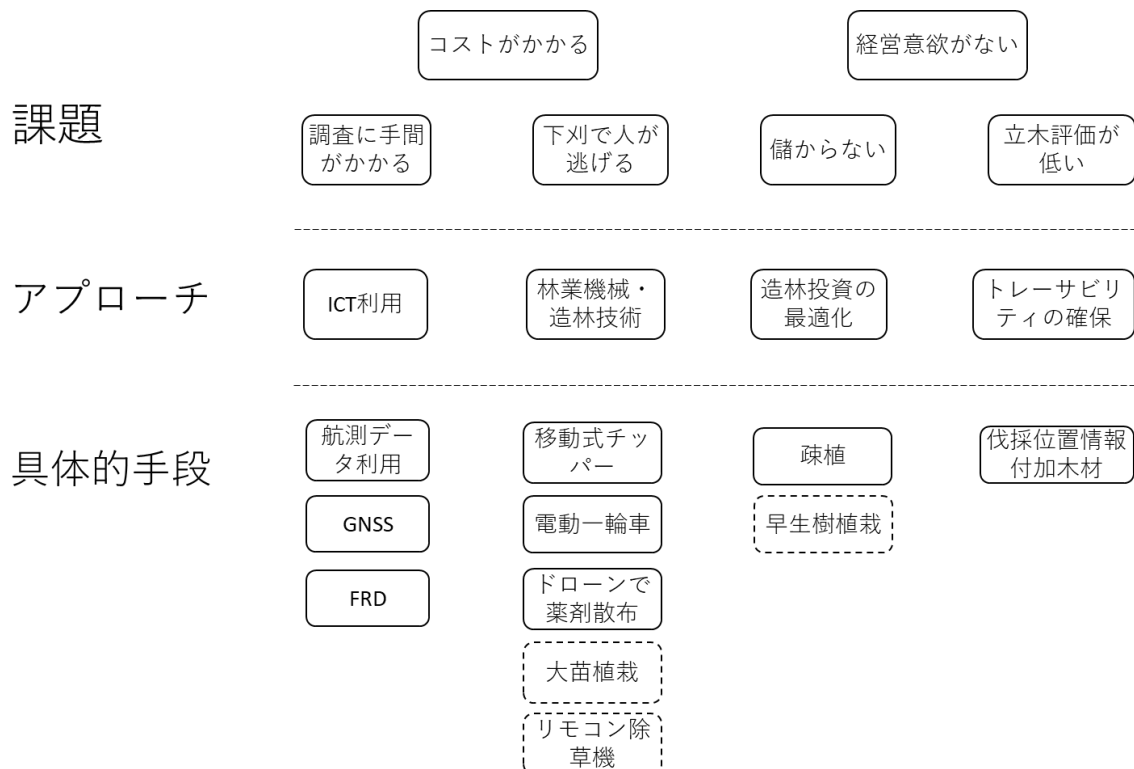 コストがかかる
経営意欲がない
課題
調査に手間
がかかる
下刈で人が
逃げる
儲からない
立木評価が
低い
アプローチ
ICT利用
林業機械・
造林技術
造林投資の
最適化
トレーサビリ
ティの確保
具体的手段
航測デー
タ利用
移動式チッ
パー
疎植
伐採位置情報
付加木材
GNSS
電動一輪車
早生樹植栽
FRD
ドローンで
薬剤散布
大苗植栽
リモコン除
草機